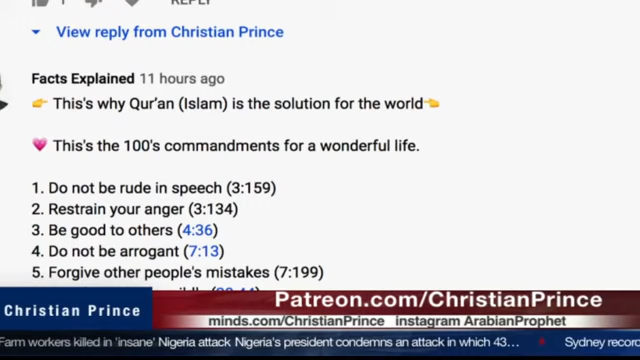 REPLY
View reply from Christian Prince
Facts Explained 11 hours ago
👉 This's why Qur'an (Islam) is the solution for the world👈
💗 This's the 100's commandments for a wonderful life.
1. Do not be rude in speech (3:159)
2. Restrain your anger (3:134)
3. Be good to others (4:36)
4. Do not be arrogant (7:13)
5. Forgive other people's mistakes (7:199)
Christian Prince
Patreon.com/ChristianPrince
minds.com/ChristianPrince instagram ArabianProphet
Farm workers killed in 'insane' Nigeria attack Nigeria's president condemns an attack in which 43... Sydney record